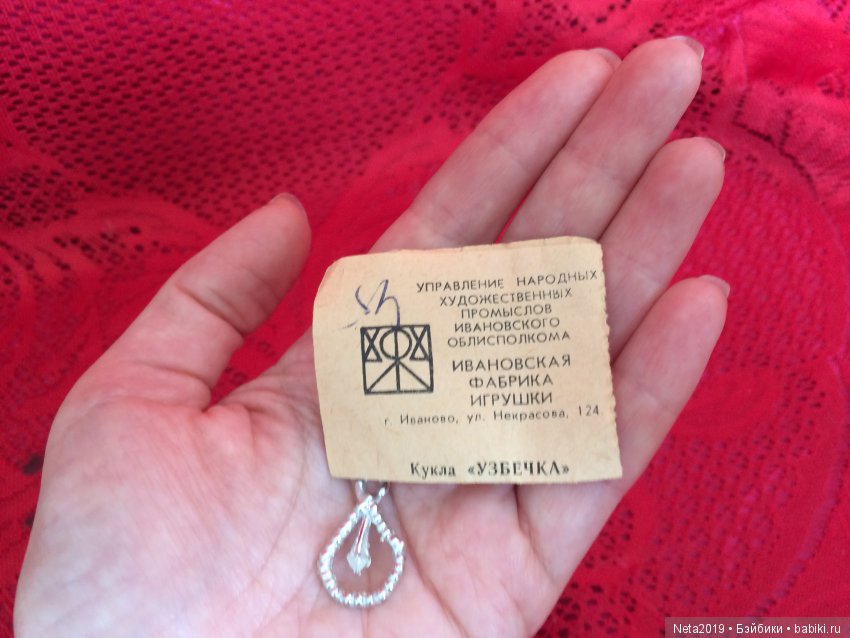 УПРАВЛЕНИЕ НАРОДНЫХ
ХУДОЖЕСТВЕННЫХ
ПРОМЫСЛОВ
ИВАНОВСКОГО
ОБЛИСПОЛКОМА
ИВАНОВСКАЯ
ФАБРИКА
ИГРУШКИ
г. Иваново, ул. Некрасова, 124.
Кукла «УЗБЕЧКА»
Neta2019 • Бэйбики • babiki.ru